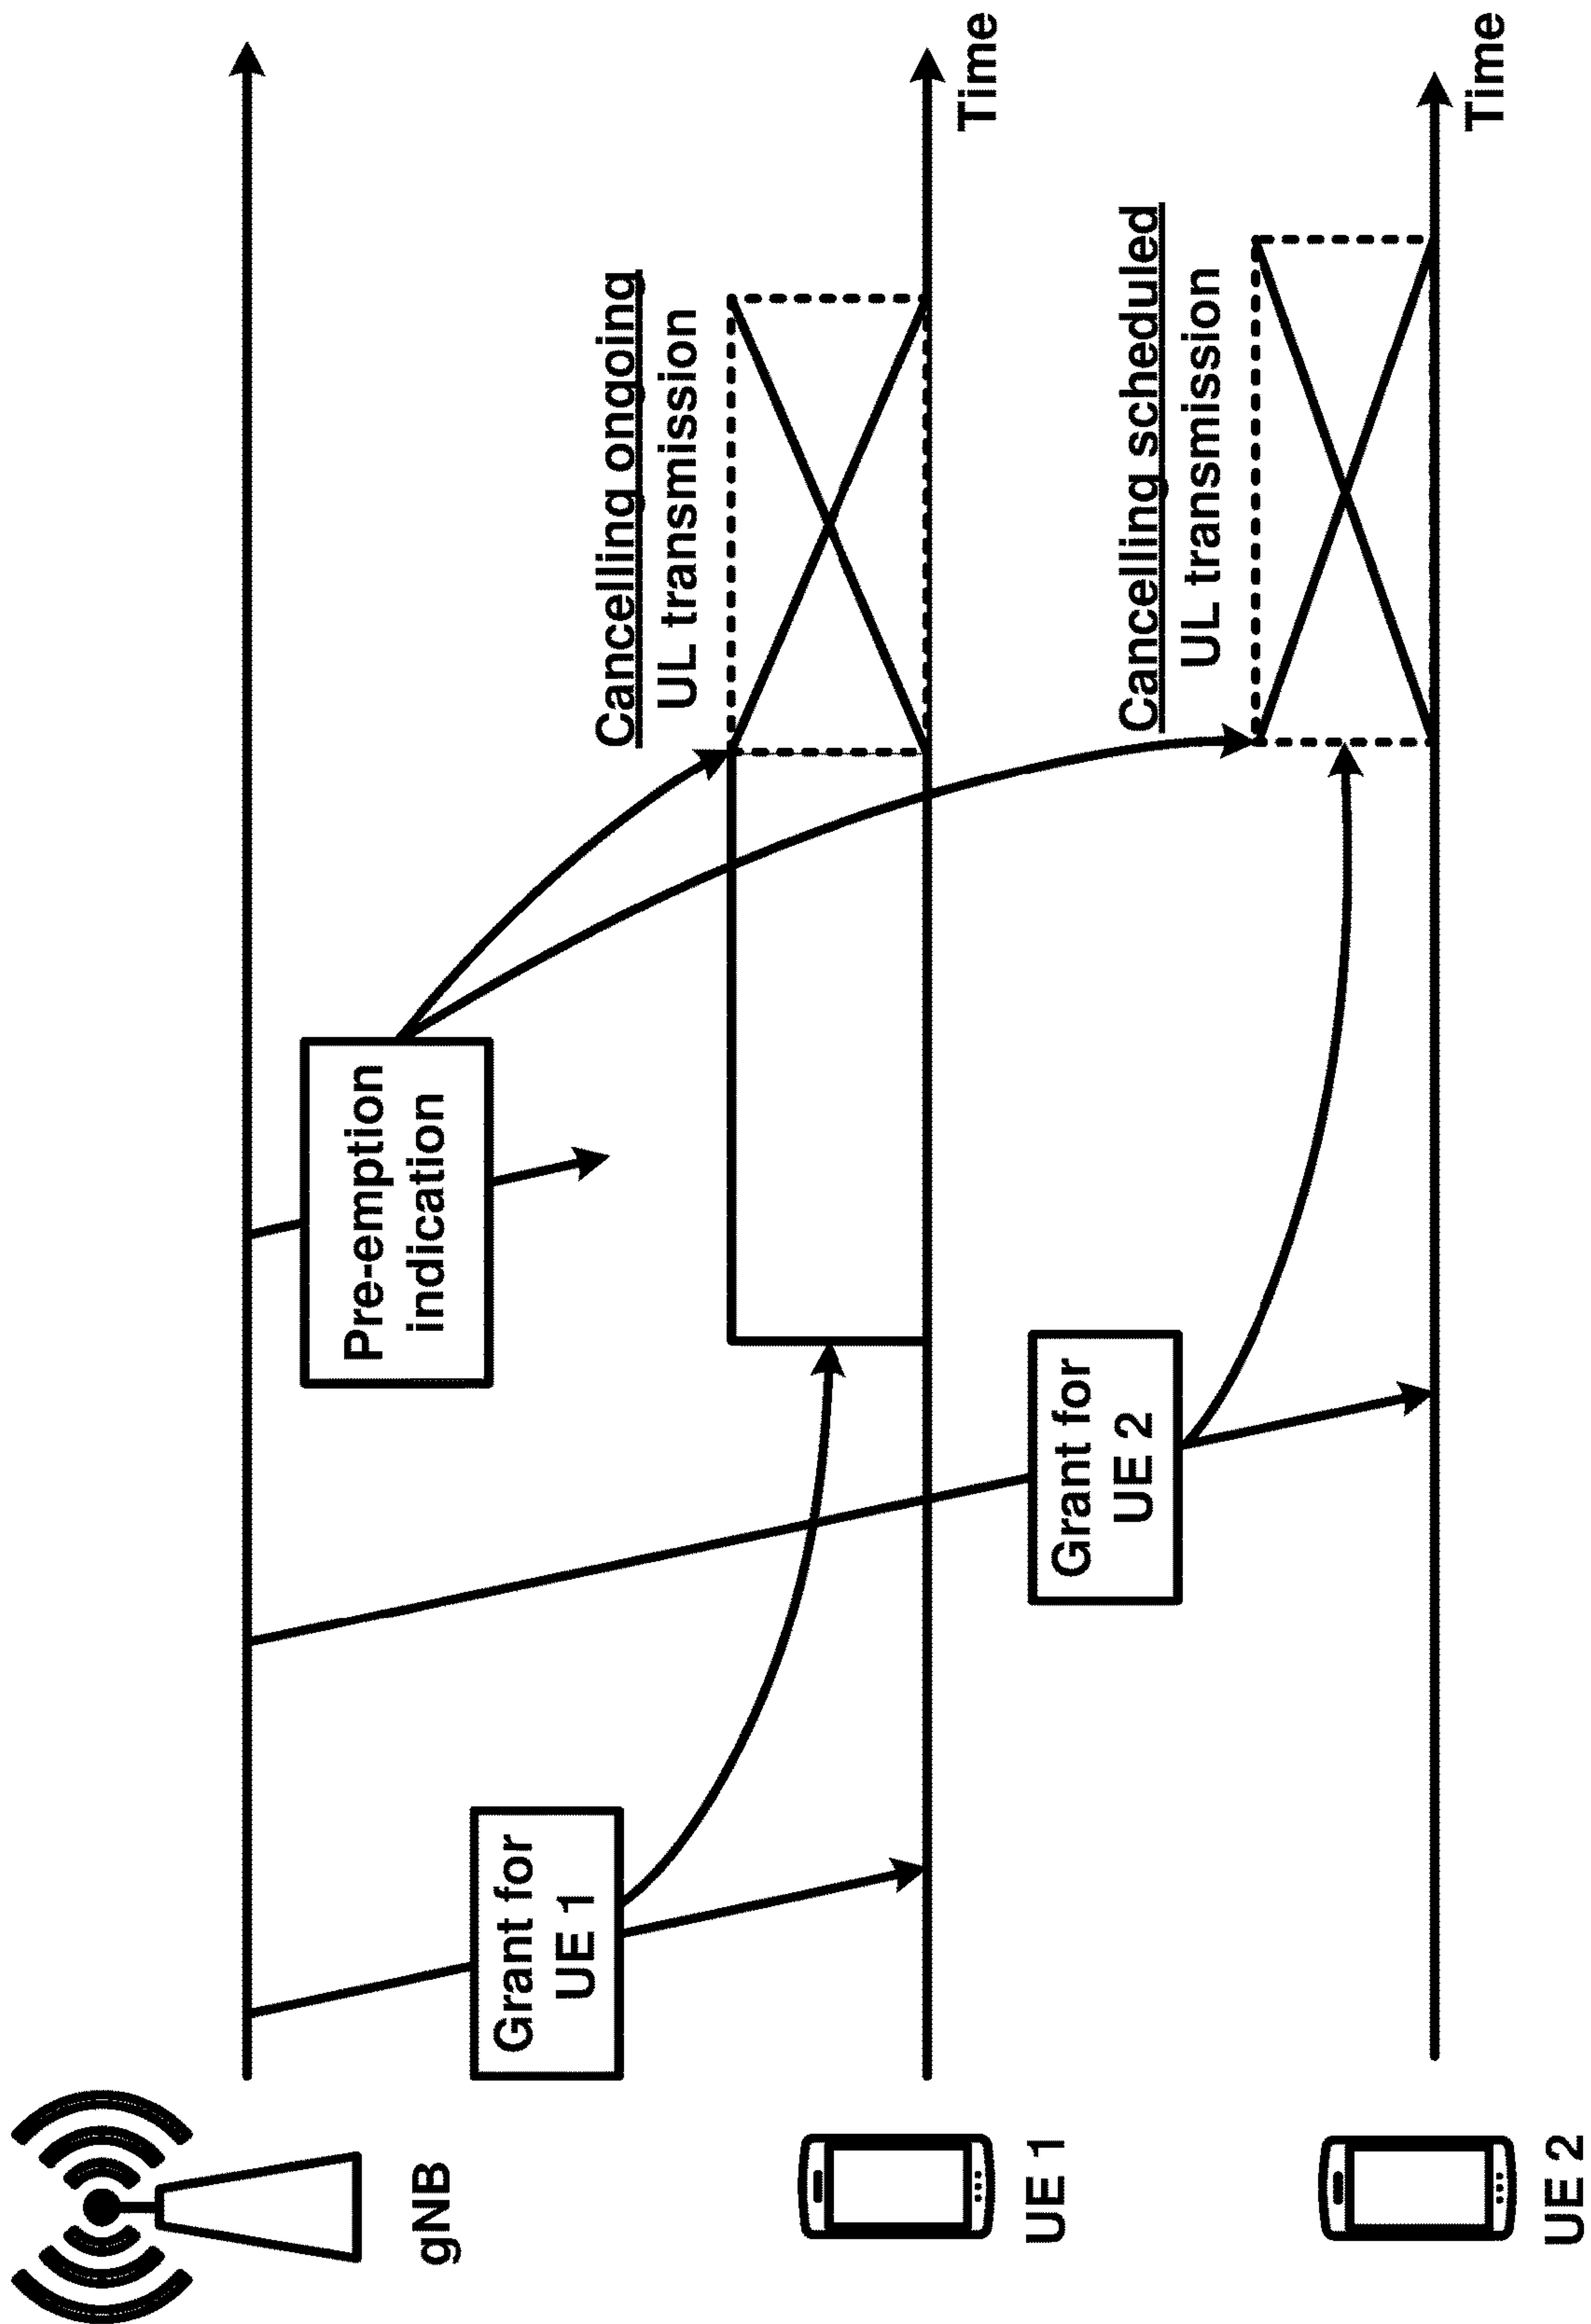 gNB
Pre-emption
indication
Grant for
UE 1
Cancelling ongoing
UL transmission
UE 1
Time
Grant for
UE 2
Cancelling scheduled
UL transmission
UE 2
Time